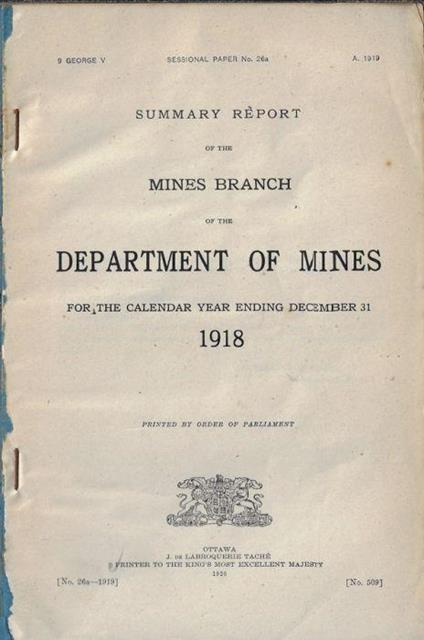 9 GEORGE V SESSIONAL PAPER No. 26a A. 1919
SUMMARY REPORT
OF THE
MINES BRANCH
OF THE
DEPARTMENT OF MINES
FOR THE CALENDAR YEAR ENDING DECEMBER 31
1918
PRINTED BY ORDER OF PARLIAMENT
OTTAWA
J. DE LABROQUERIE TACHÉ
PRINTER TO THE KING'S MOST EXCELLENT MAJESTY
1920
[No. 26a—1919] [No. 509]